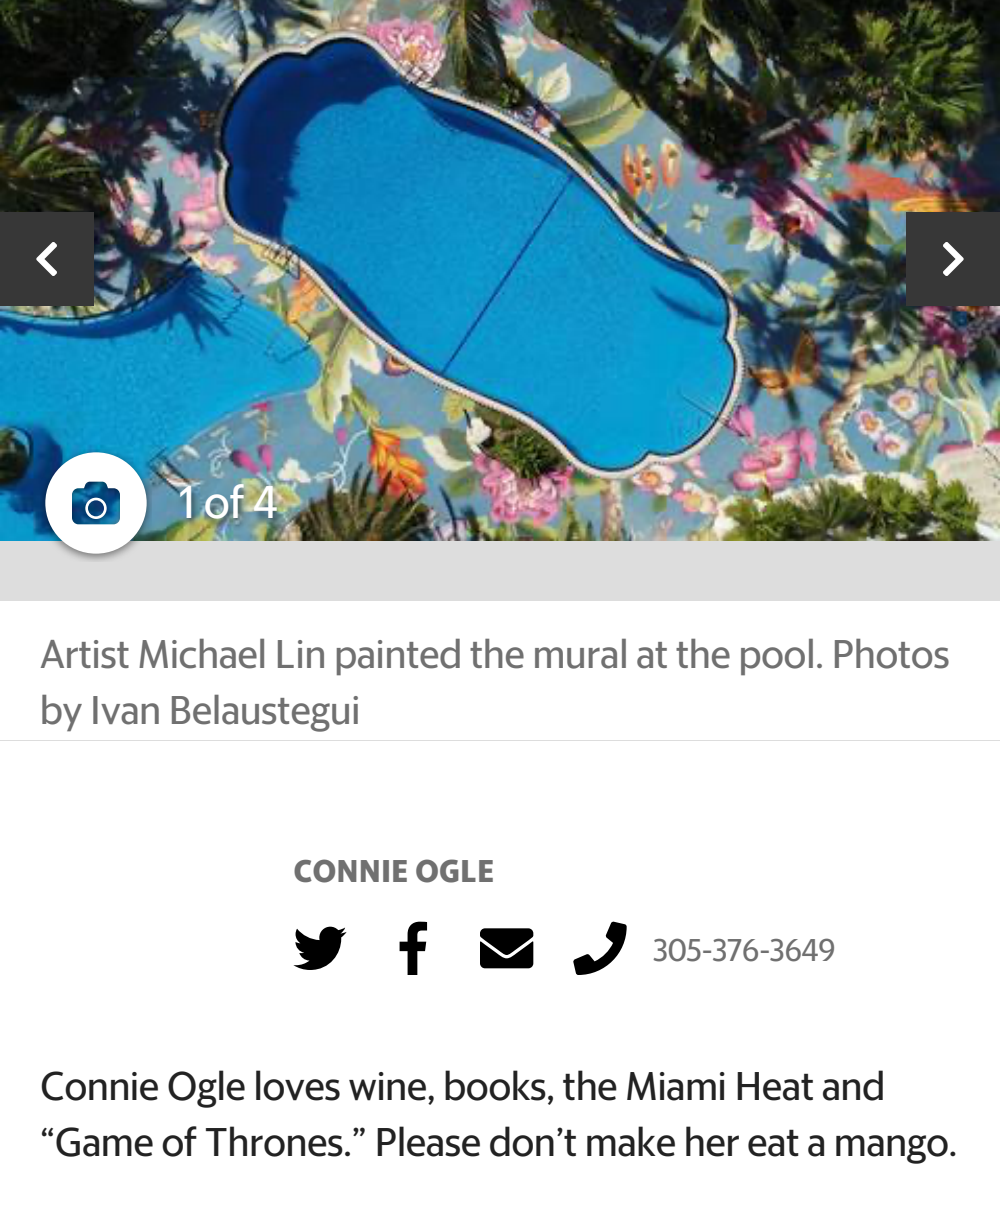 1 of 4
Artist Michael Lin painted the mural at the pool. Photos
by Ivan Belaustegui
CONNIE OGLE
305-376-3649
Connie Ogle loves wine, books, the Miami Heat and
“Game of Thrones.” Please don’t make her eat a mango.